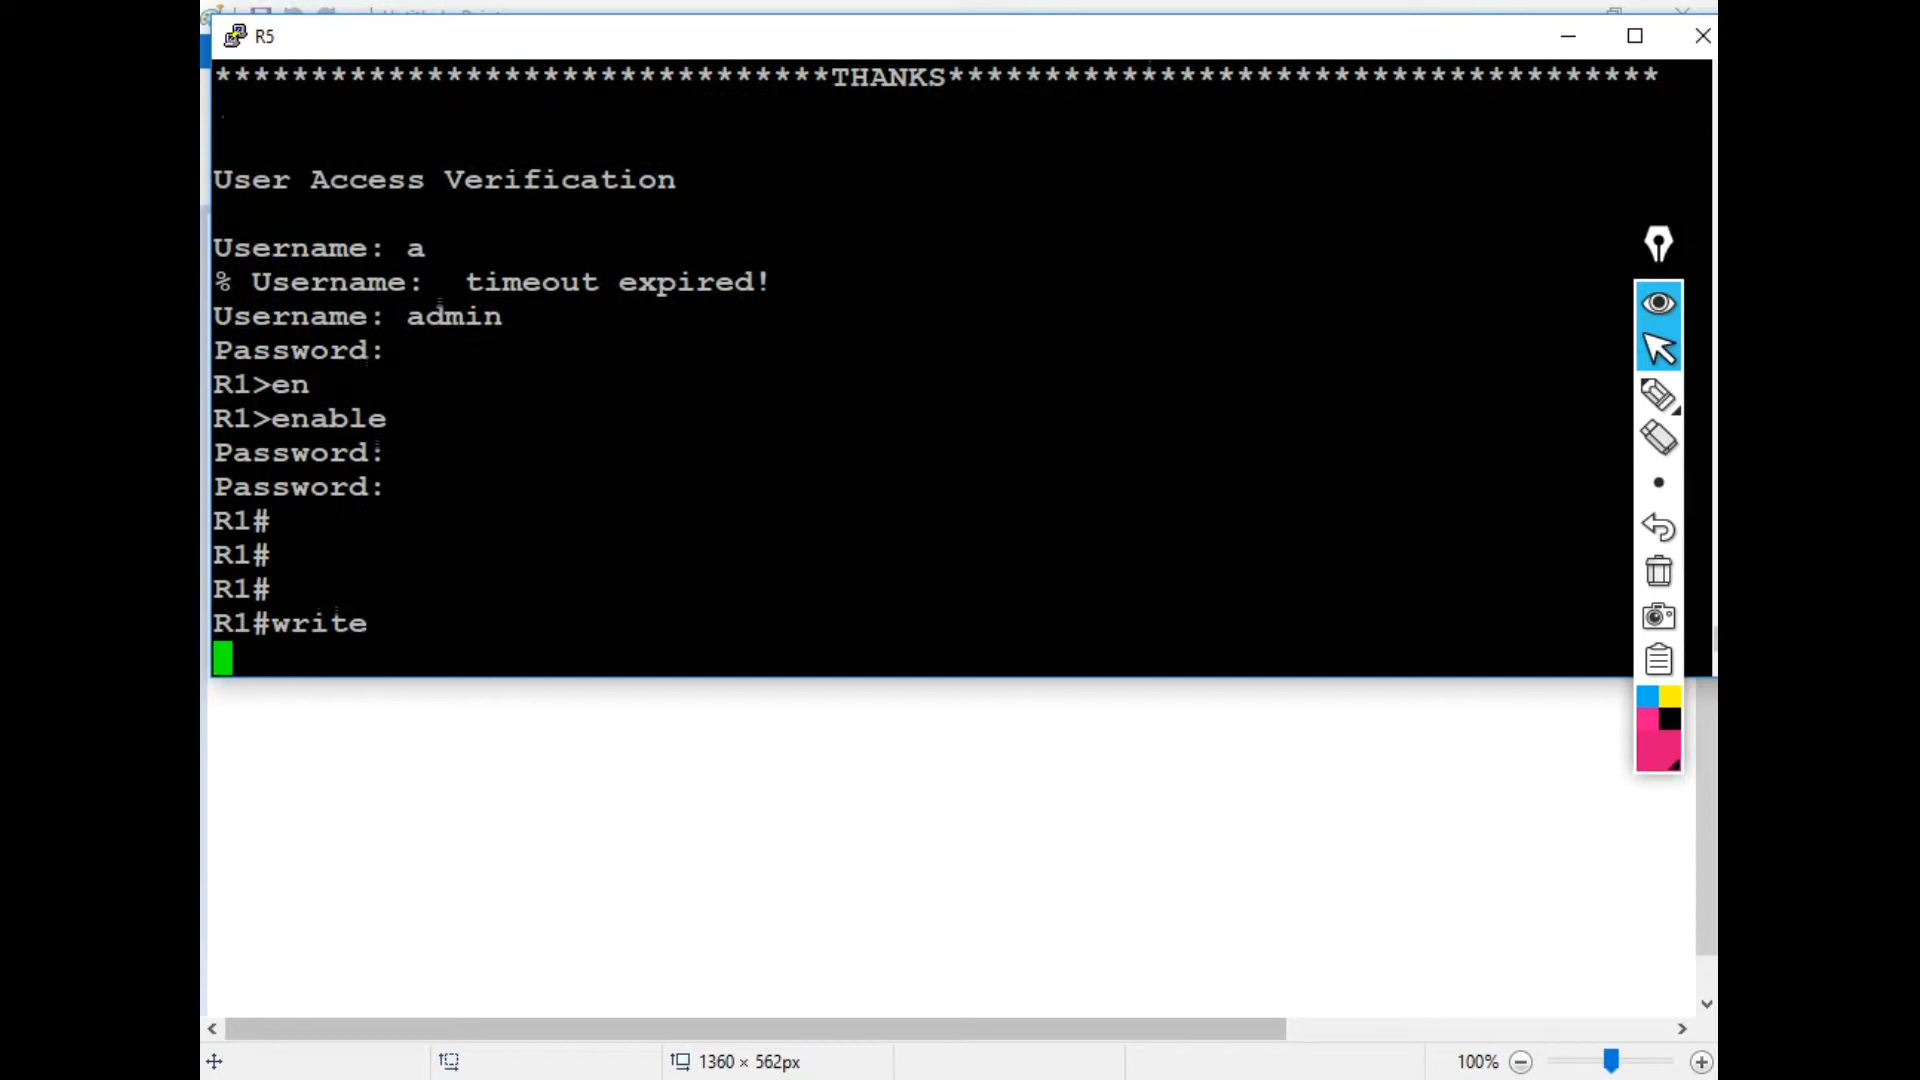 R5
********************************THANKS*************************************
User Access Verification
Username: a
% Username:  timeout expired!
Username: admin
Password:
R1>en
R1>enable
Password:
Password:
R1#
R1#
R1#
R1#write
1360 × 562px
100%